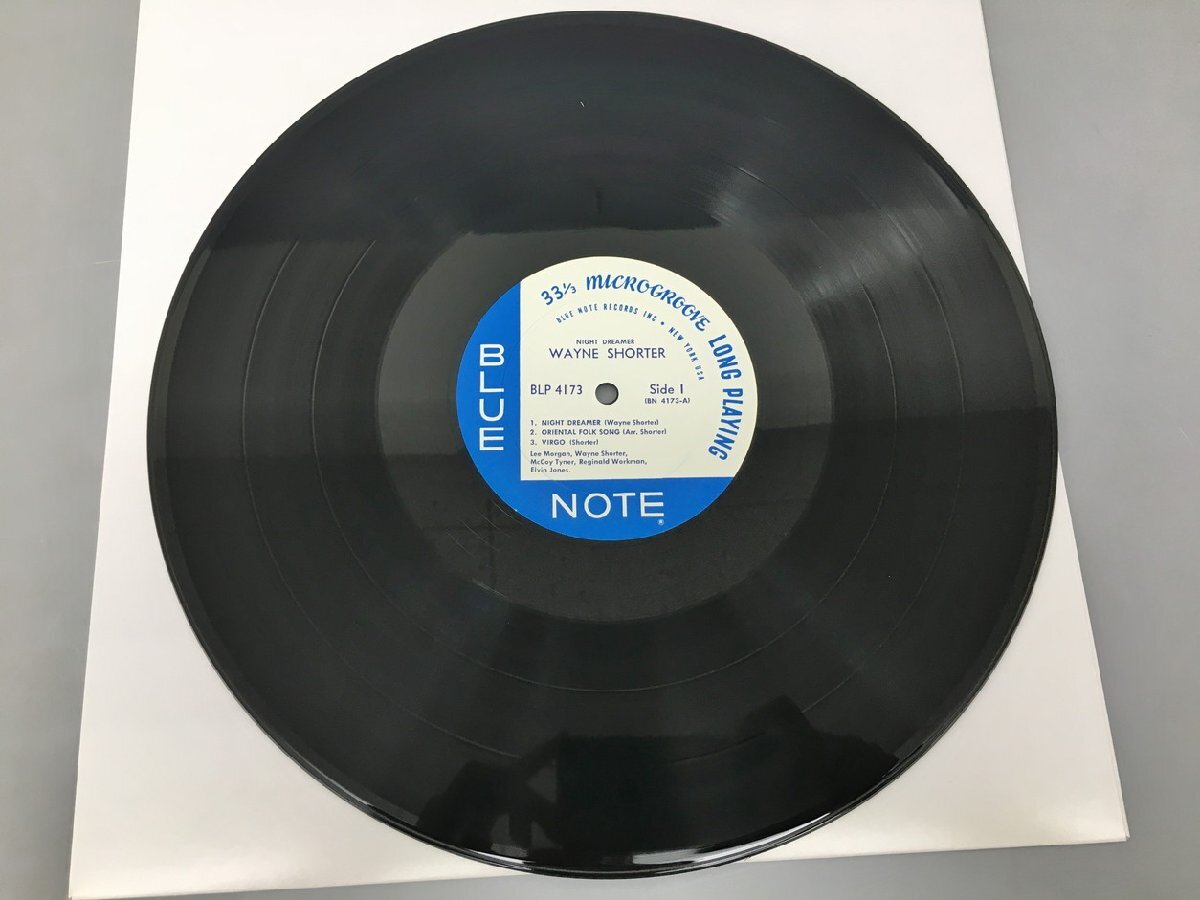 33⅓ MICROGROOVE LONG PLAYING
BLUE NOTE RECORDS INC • NEW YORK USA
NIGHT DREAMER
WAYNE SHORTER
BLP 4173
Side 1
(BN 4173-A)
1. NIGHT DREAMER (Wayne Shorter)
2. ORIENTAL FOLK SONG (Arr. Shorter)
3. VIRGO (Shorter)
Lee Morgan, Wayne Shorter,
McCoy Tyner, Reginald Workman,
Elvin Jones.
BLUE
NOTE
®